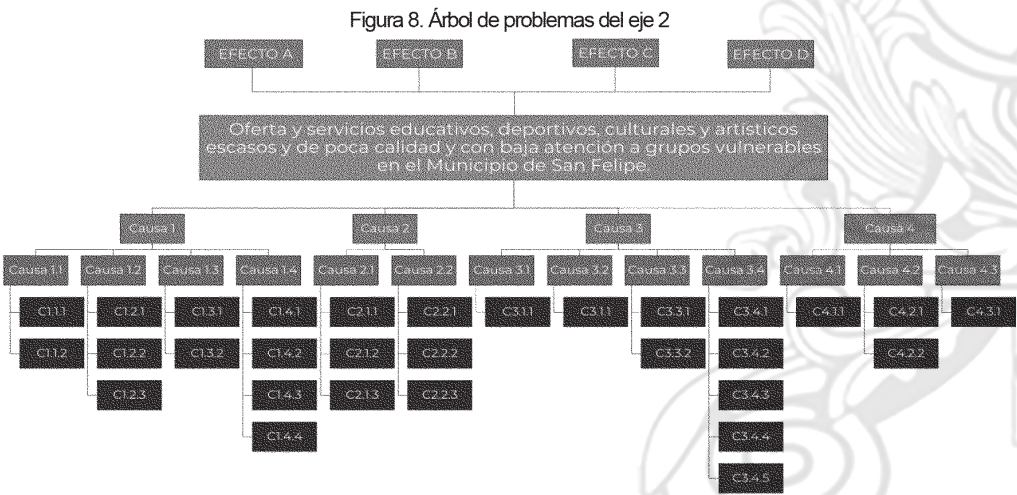 Figura 8. Árbol de problemas del eje 2
EFECTO A EFECTO B EFECTO C EFECTO D
Oferta y servicios educativos, deportivos, culturales y artísticos
escasos y de poca calidad y con baja atención a grupos vulnerables
en el Municipio de San Felipe.
Causa 1 Causa 2 Causa 3 Causa 4
Causa 1.1 Causa 1.2 Causa 1.3 Causa 1.4 Causa 2.1 Causa 2.2 Causa 3.1 Causa 3.2 Causa 3.3 Causa 3.4 Causa 4.1 Causa 4.2 Causa 4.3
C1.1.1 C1.2.1 C1.3.1 C1.4.1 C2.1.1 C2.2.1 C3.1.1 C3.1.1 C3.3.1 C3.4.1 C4.1.1 C4.2.1 C4.3.1
C1.1.2 C1.2.2 C1.3.2 C1.4.2 C2.1.2 C2.2.2 C3.3.2 C3.4.2 C4.2.2
C1.2.3 C1.4.3 C2.1.3 C2.2.3 C3.4.3
C1.4.4 C3.4.4
C3.4.5